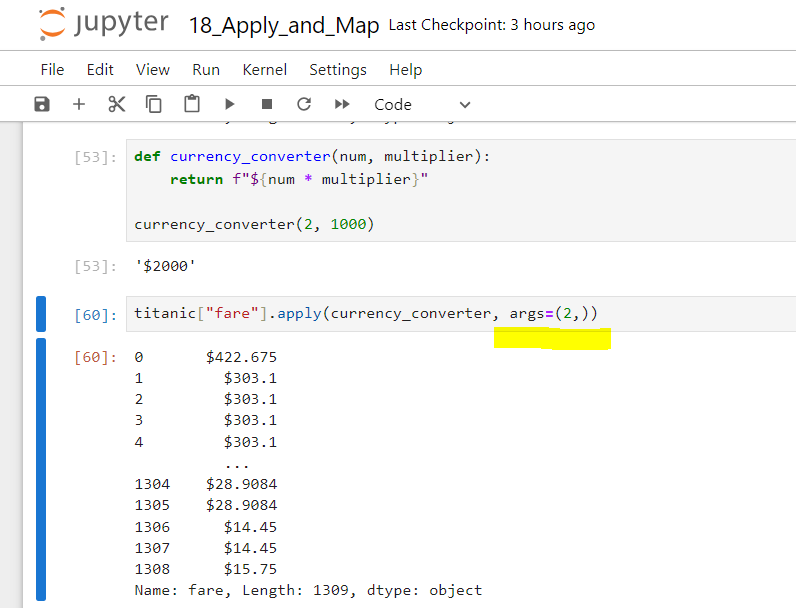 jupyter 18_Apply_and_Map Last Checkpoint: 3 hours ago
File Edit View Run Kernel Settings Help
Code
[53]: def currency_converter(num, multiplier):
return f"${num * multiplier}"
currency_converter(2, 1000)
[53]: '$2000'
[60]: titanic["fare"].apply(currency_converter, args=(2,))
[60]: 0 $422.675
1 $303.1
2 $303.1
3 $303.1
4 $303.1
...
1304 $28.9084
1305 $28.9084
1306 $14.45
1307 $14.45
1308 $15.75
Name: fare, Length: 1309, dtype: object